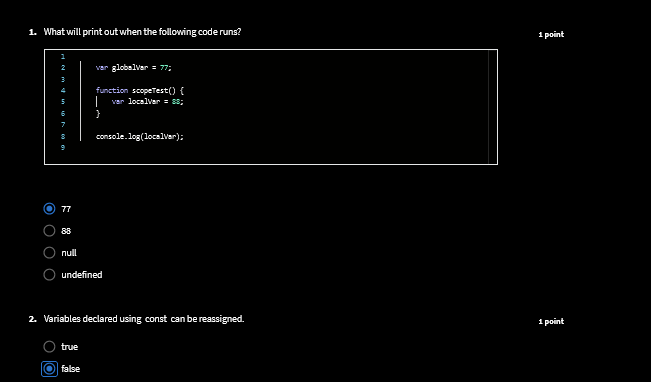 1. What will print out when the following code runs?
1 point
1
2 var globalVar = 77;
3
4 function scopeTest() {
5 var localVar = 88;
6 }
7
8 console.log(localVar);
9
77
88
null
undefined
2. Variables declared using const can be reassigned.
1 point
true
false